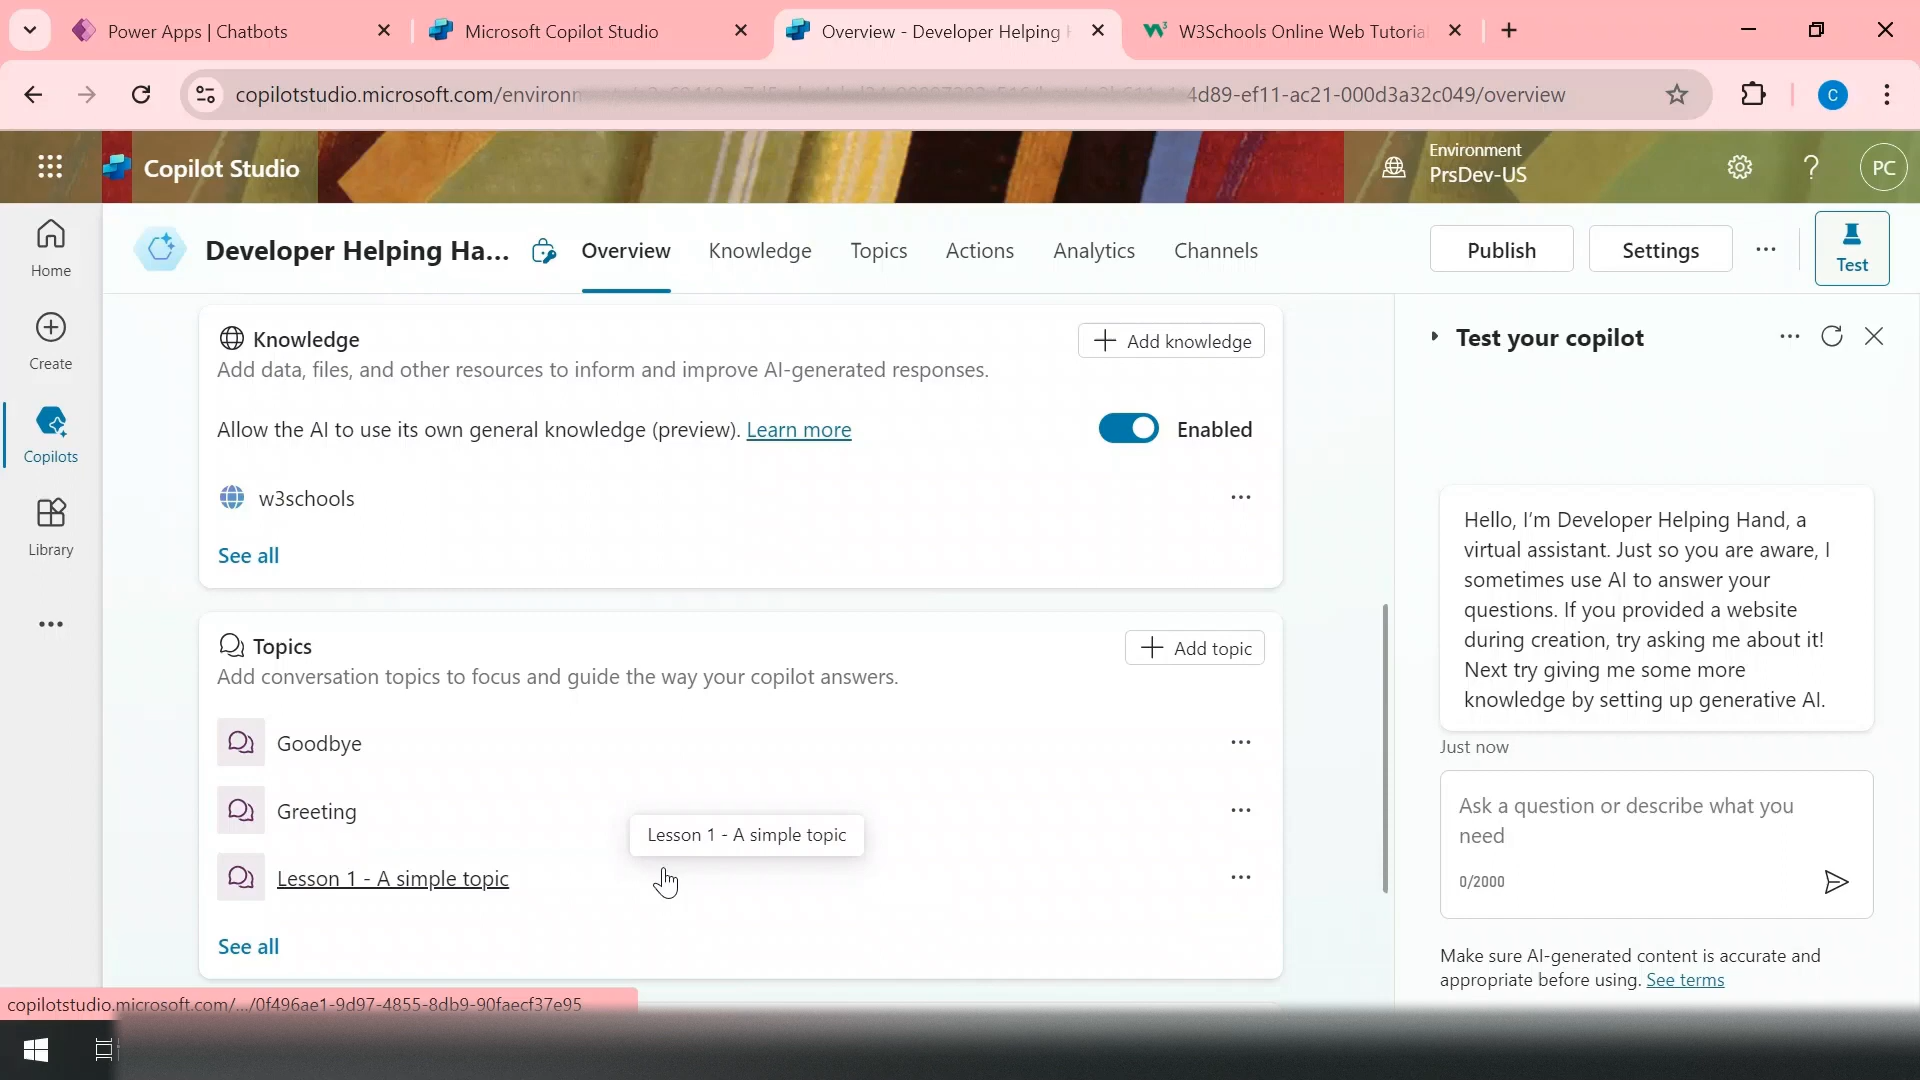 Power Apps | Chatbots
Microsoft Copilot Studio
Overview - Developer Helping
W3Schools Online Web Tutoria
copilotstudio.microsoft.com/environ
4d89-ef11-ac21-000d3a32c049/overview
C
Copilot Studio
Environment
PrsDev-US
PC
Home
Create
Copilots
Library
Developer Helping Ha...
Overview
Knowledge
Topics
Actions
Analytics
Channels
Publish
Settings
Test
Knowledge
Add knowledge
Add data, files, and other resources to inform and improve AI-generated responses.
Allow the AI to use its own general knowledge (preview). Learn more
Enabled
w3schools
See all
Topics
Add topic
Add conversation topics to focus and guide the way your copilot answers.
Goodbye
Greeting
Lesson 1 - A simple topic
Lesson 1 - A simple topic
See all
Test your copilot
Hello, I'm Developer Helping Hand, a
virtual assistant. Just so you are aware, I
sometimes use AI to answer your
questions. If you provided a website
during creation, try asking me about it!
Next try giving me some more
knowledge by setting up generative AI.
Just now
Ask a question or describe what you
need
0/2000
Make sure AI-generated content is accurate and
appropriate before using. See terms
copilotstudio.microsoft.com/.../0f496ae1-9d97-4855-8db9-90faecf37e95